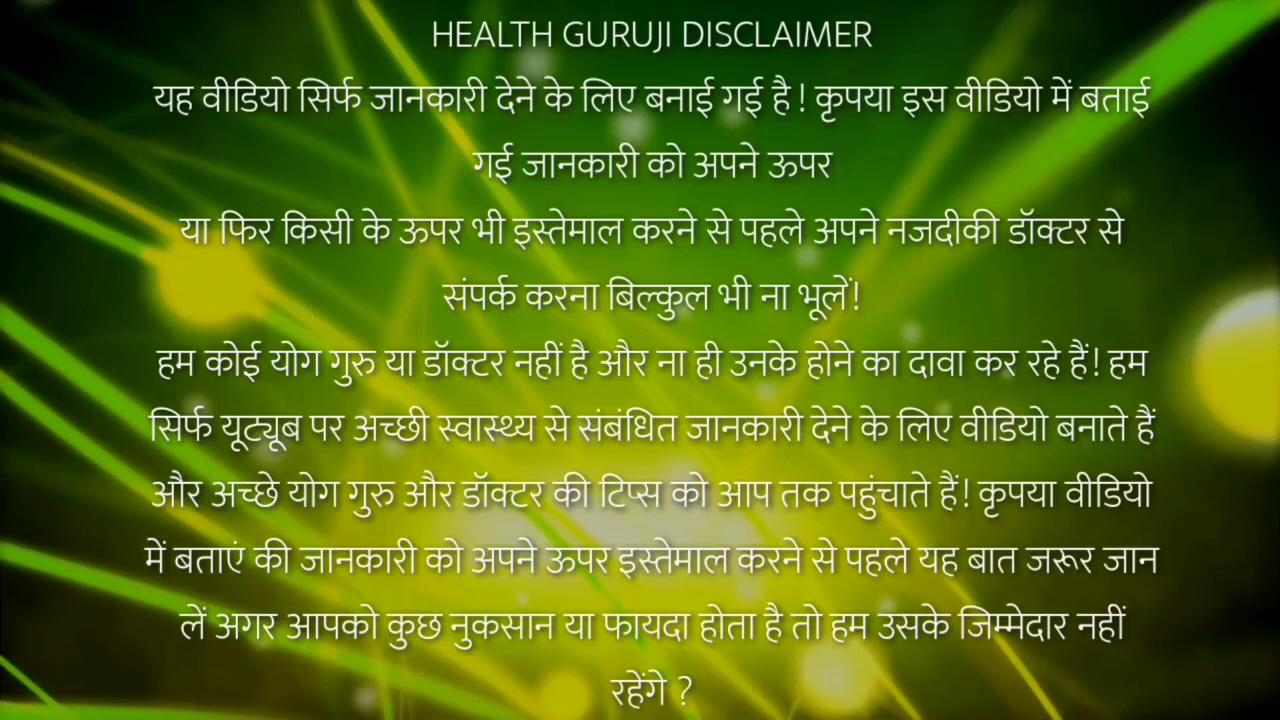 HEALTH GURUJI DISCLAIMER
यह वीडियो सिर्फ जानकारी देने के लिए बनाई गई है ! कृपया इस वीडियो में बताई
गई जानकारी को अपने ऊपर
या फिर किसी के ऊपर भी इस्तेमाल करने से पहले अपने नजदीकी डॉक्टर से
संपर्क करना बिल्कुल भी ना भूलें!
हम कोई योग गुरु या डॉक्टर नहीं है और ना ही उनके होने का दावा कर रहे हैं! हम
सिर्फ यूट्यूब पर अच्छी स्वास्थ्य से संबंधित जानकारी देने के लिए वीडियो बनाते हैं
और अच्छे योग गुरु और डॉक्टर की टिप्स को आप तक पहुंचाते हैं! कृपया वीडियो
में बताएं की जानकारी को अपने ऊपर इस्तेमाल करने से पहले यह बात जरूर जान
लें अगर आपको कुछ नुकसान या फायदा होता है तो हम उसके जिम्मेदार नहीं
रहेंगे ?